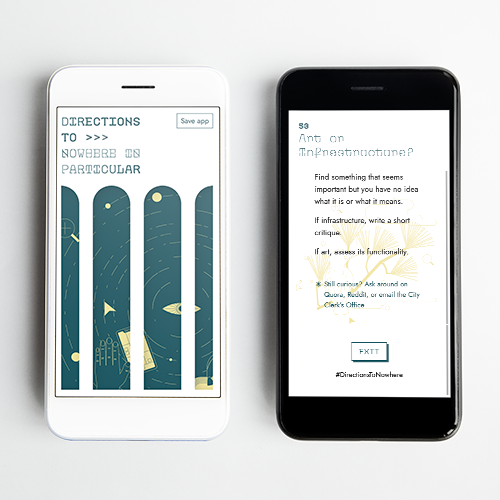 DIRECTIONS
TO >>>
NOWHERE IN
PARTICULAR
Save app
53
Art or
Infrastructure?
Find something that seems
important but you have no idea
what it is or what it means.
If infrastructure, write a short
critique.
If art, assess its functionality.
✳ Still curious? Ask around on
Quora, Reddit, or email the City
Clerk's Office.
EXIT
#DirectionsToNowhere